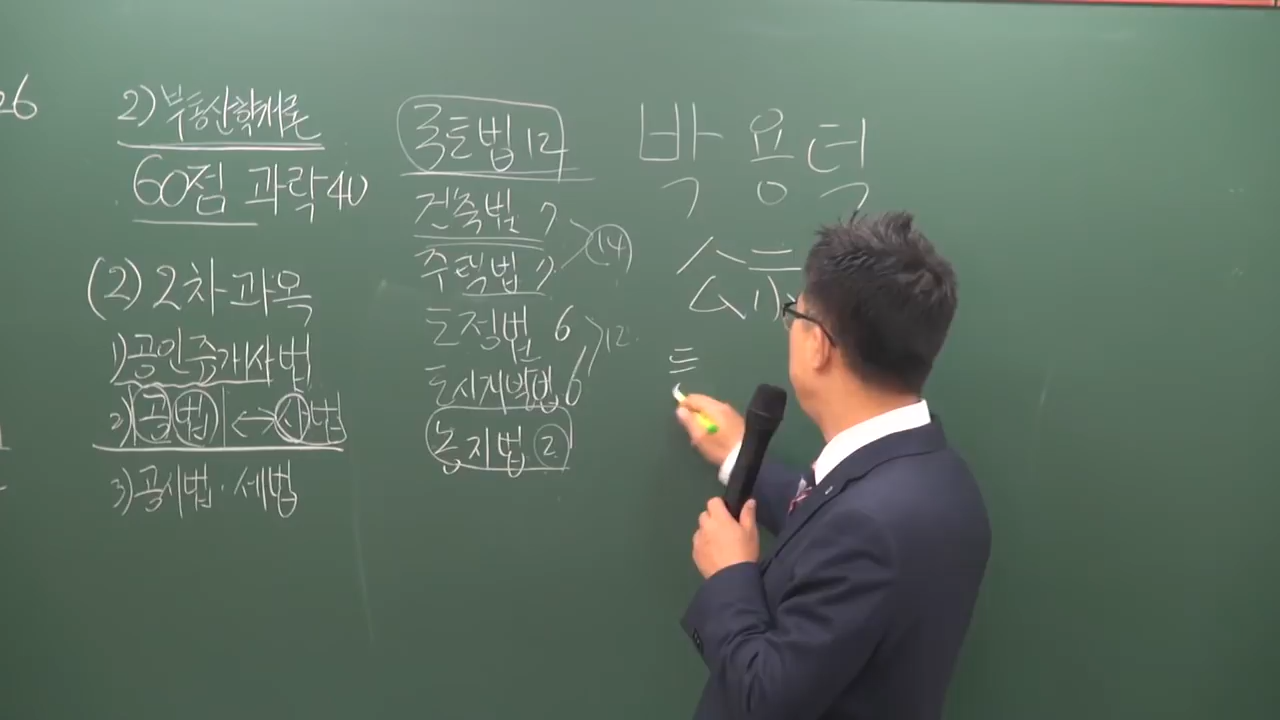 26
2) 부동산학개론
60점 과락 40
(2) 2차과목
1) 공인중개사법
2) 공법 ↔ 사법
3) 공시법 · 세법
국토법 12
건축법 7
주택법 7
14
도정법 6
도시개발법 6
12
농지법 2
박용덕